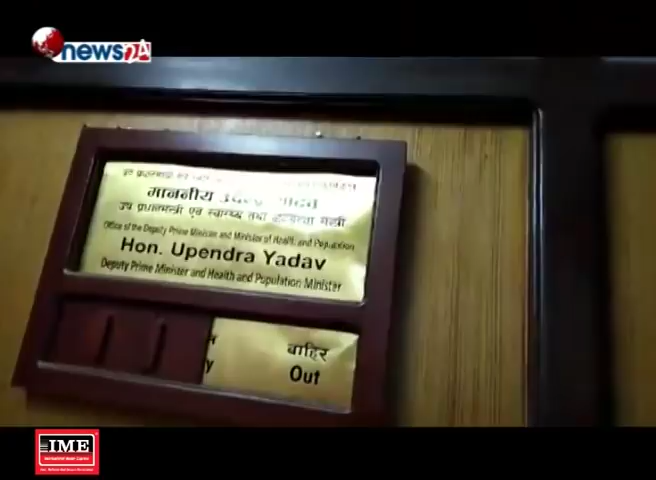 news24
माननीय
उप प्रधानमन्त्री एवं स्वास्थ्य तथा जनसंख्या मन्त्री
Office of the Deputy Prime Minister and Minister of Health and Population
Hon. Upendra Yadav
Deputy Prime Minister and Health and Population Minister
बाहिर
Out
IME